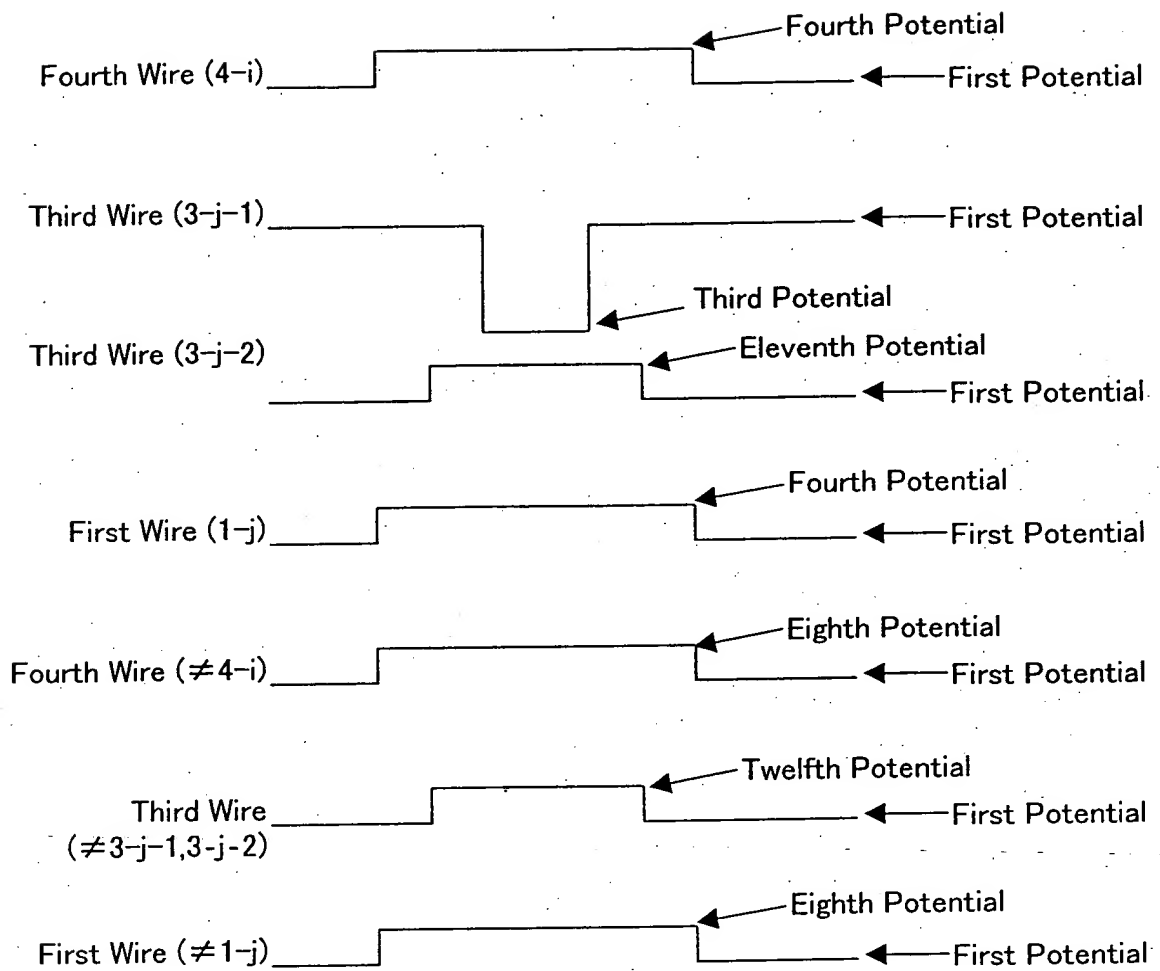 Fourth Potential
Fourth Wire (4-i)
First Potential
Third Wire (3-j-1)
First Potential
Third Potential
Third Wire (3-j-2)
Eleventh Potential
First Potential
Fourth Potential
First Wire (1-j)
First Potential
Eighth Potential
Fourth Wire (≠4-i)
First Potential
Twelfth Potential
Third Wire
First Potential
(≠3-j-1,3-j-2)
Eighth Potential
First Wire (≠1-j)
First Potential